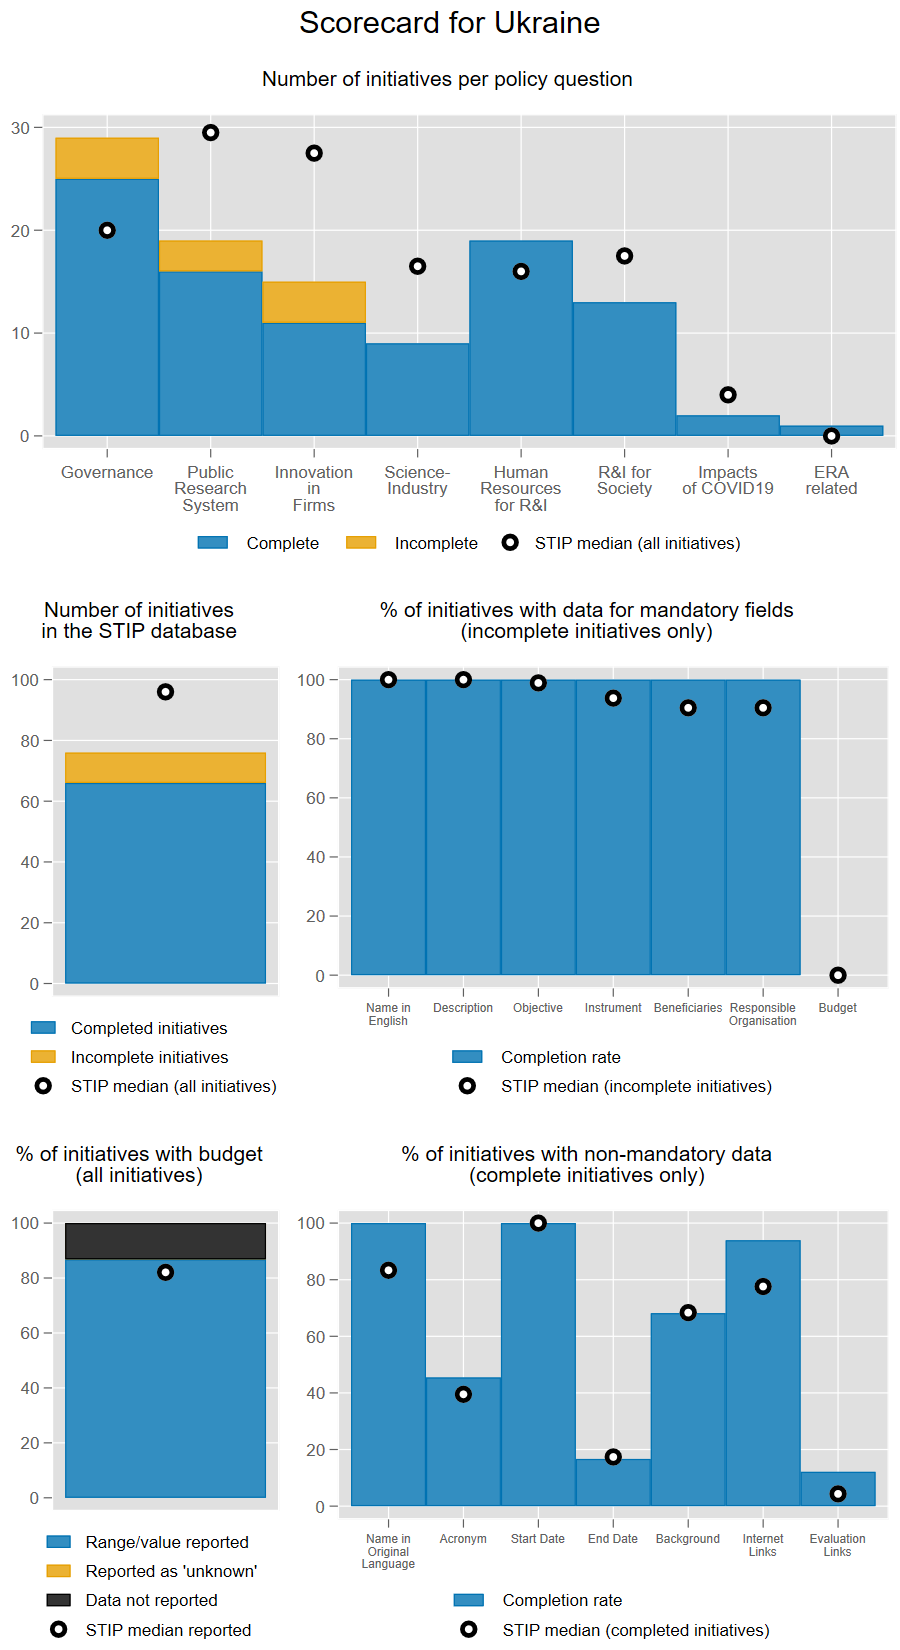 Scorecard for Ukraine
Number of initiatives per policy question
30
20
10
0
Governance
Public
Research
System
Innovation
in
Firms
Science-
Industry
Human
Resources
for R&I
R&I for
Society
Impacts
of COVID19
ERA
related
Complete
Incomplete
STIP median (all initiatives)
Number of initiatives
in the STIP database
100
80
60
40
20
0
Completed initiatives
Incomplete initiatives
STIP median (all initiatives)
% of initiatives with data for mandatory fields
(incomplete initiatives only)
100
80
60
40
20
0
Name in
English
Description
Objective
Instrument
Beneficiaries
Responsible
Organisation
Budget
Completion rate
STIP median (incomplete initiatives)
% of initiatives with budget
(all initiatives)
100
80
60
40
20
0
Range/value reported
Reported as 'unknown'
Data not reported
STIP median reported
% of initiatives with non-mandatory data
(complete initiatives only)
100
80
60
40
20
0
Name in
Original
Language
Acronym
Start Date
End Date
Background
Internet
Links
Evaluation
Links
Completion rate
STIP median (completed initiatives)